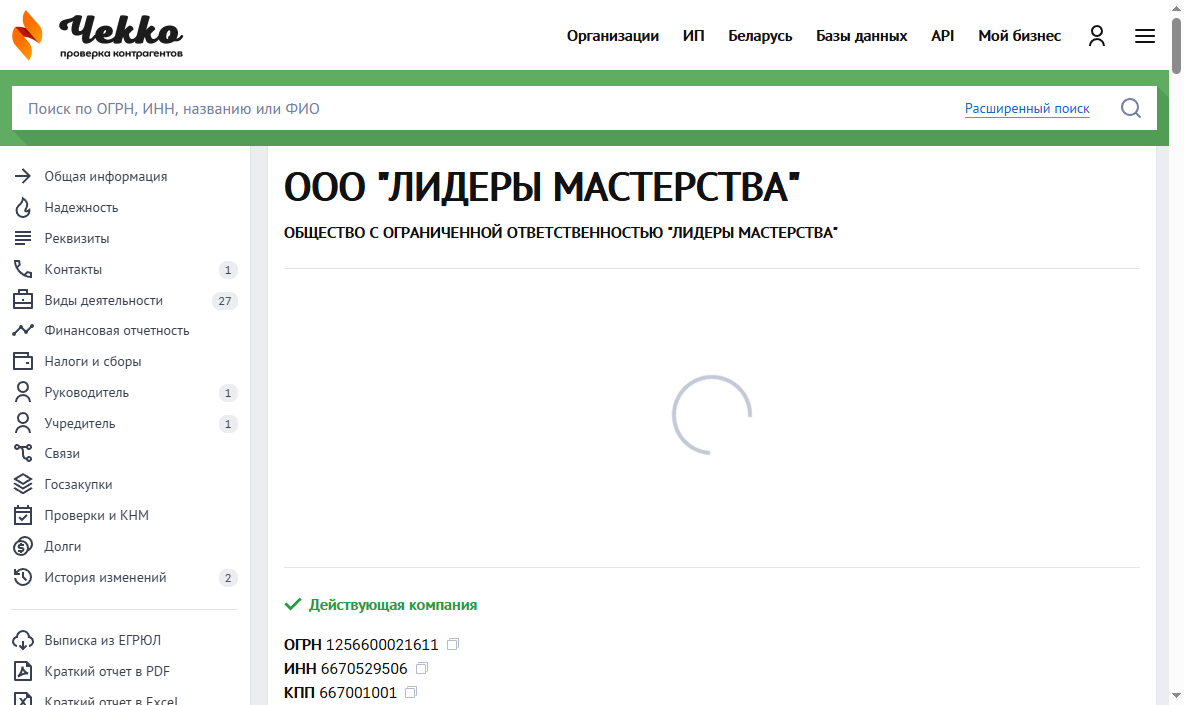 Чекко
проверка контрагентов
Организации ИП Беларусь Базы данных API Мой бизнес
Поиск по ОГРН, ИНН, названию или ФИО Расширенный поиск
Общая информация
Надежность
Реквизиты
Контакты 1
Виды деятельности 27
Финансовая отчетность
Налоги и сборы
Руководитель 1
Учредитель 1
Связи
Госзакупки
Проверки и КНМ
Долги
История изменений 2
Выписка из ЕГРЮЛ
Краткий отчет в PDF
Краткий отчет в Excel
ООО "ЛИДЕРЫ МАСТЕРСТВА"
ОБЩЕСТВО С ОГРАНИЧЕННОЙ ОТВЕТСТВЕННОСТЬЮ "ЛИДЕРЫ МАСТЕРСТВА"
Действующая компания
ОГРН 1256600021611
ИНН 6670529506
КПП 667001001